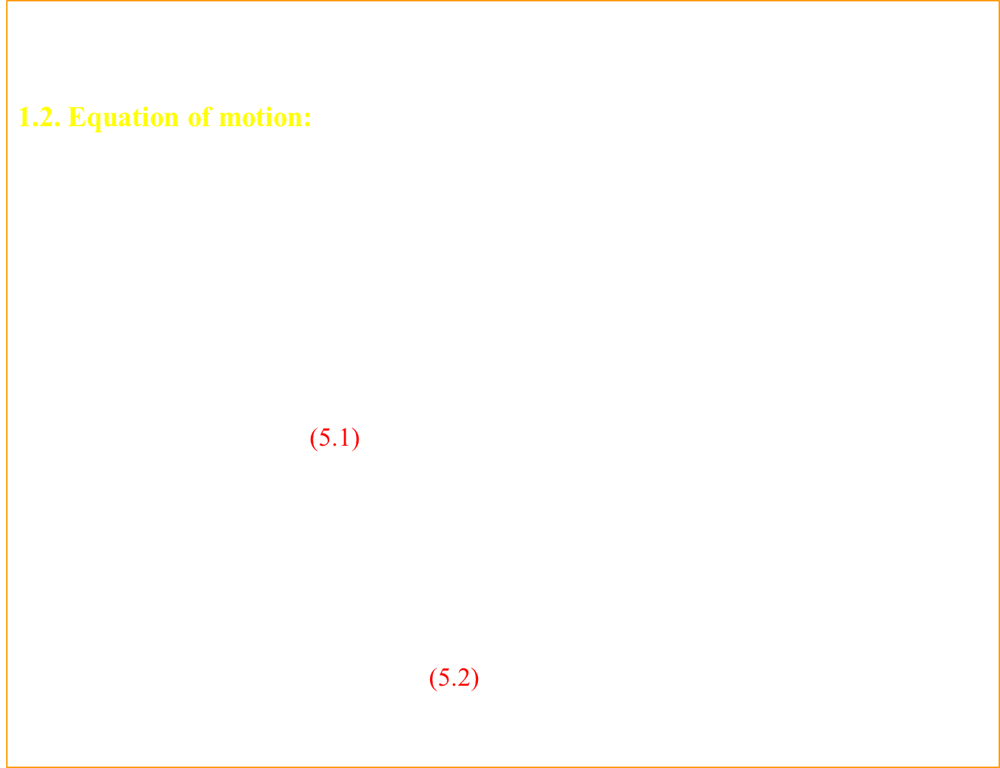 1.2. Equation of motion:
(5.1)
(5.2)